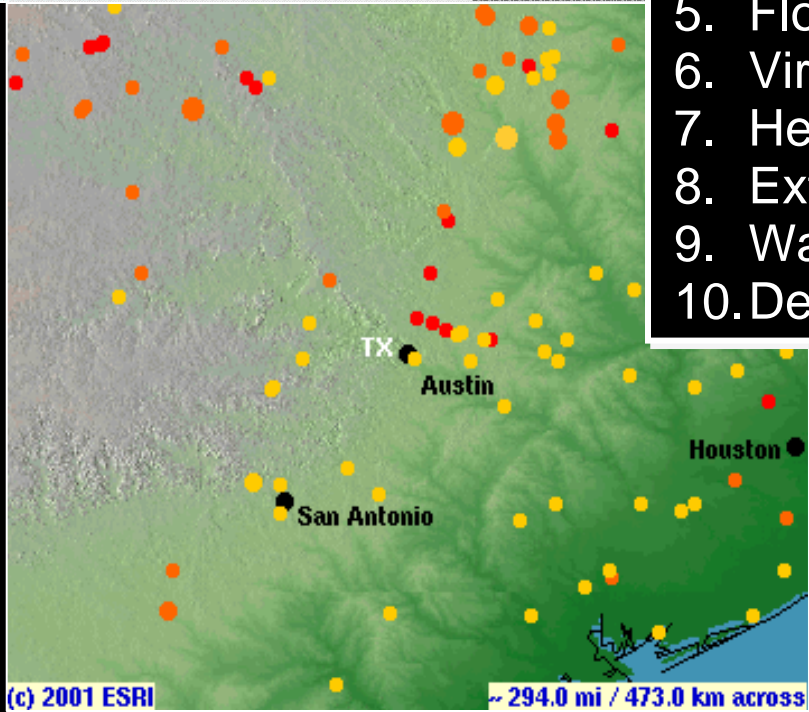 5. Flo
6. Vir
7. He
8. Ext
9. Wa
10. De
TX
Austin
Houston
San Antonio
(c) 2001 ESRI
~ 294.0 mi / 473.0 km across